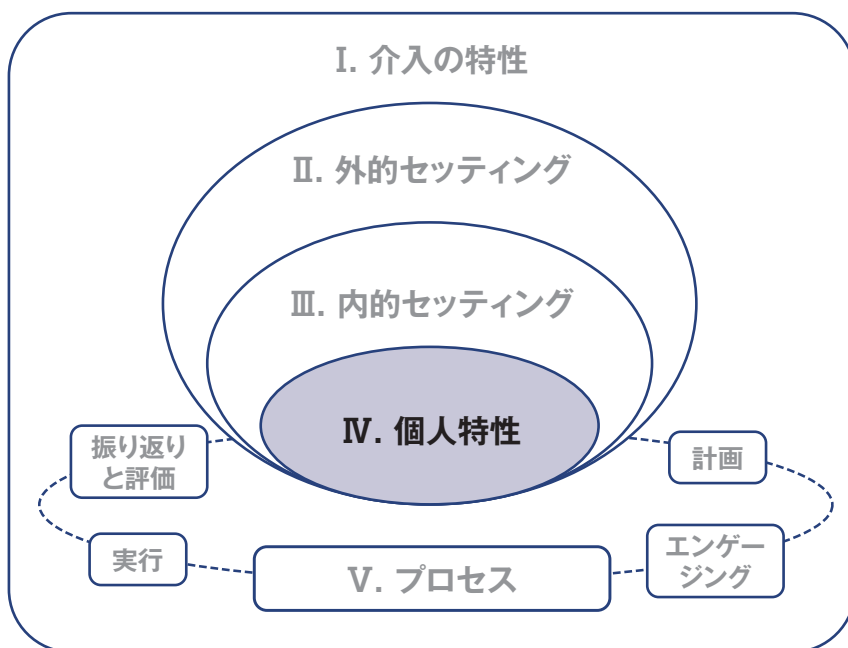 Ⅰ. 介入の特性
Ⅱ. 外的セッティング
Ⅲ. 内的セッティング
Ⅳ. 個人特性
振り返り
と評価
計画
実行
Ⅴ. プロセス
エンゲー
ジング